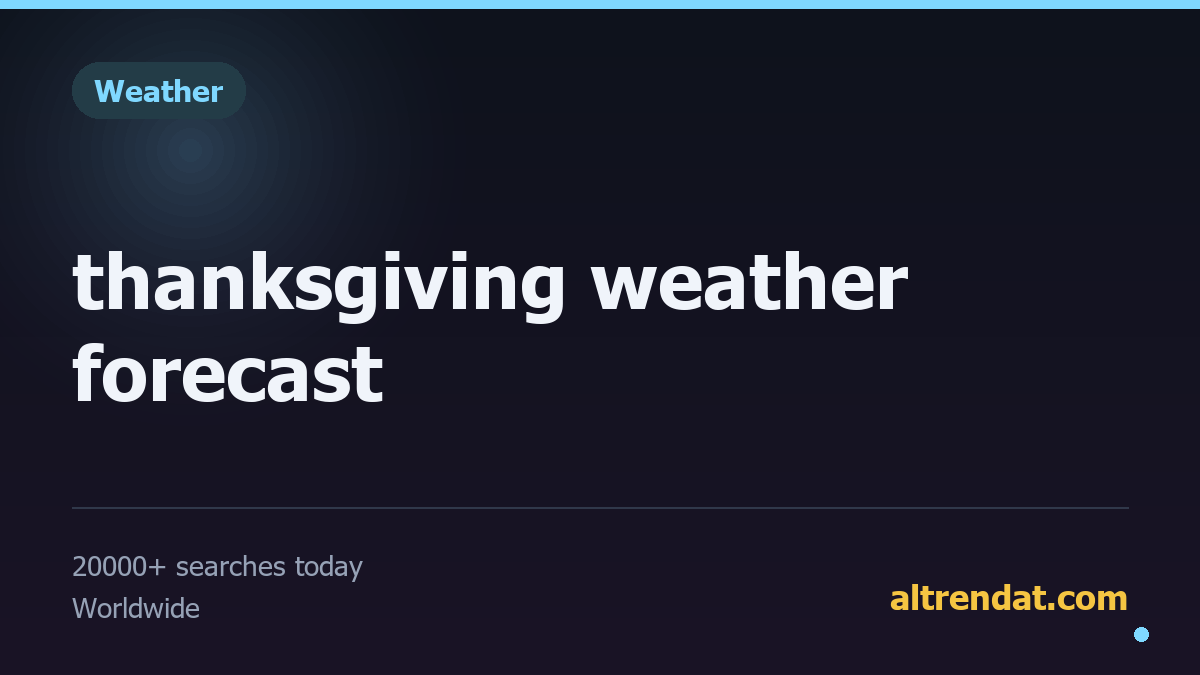 Weather
thanksgiving weather
forecast
20000+ searches today
Worldwide
altrendat.com